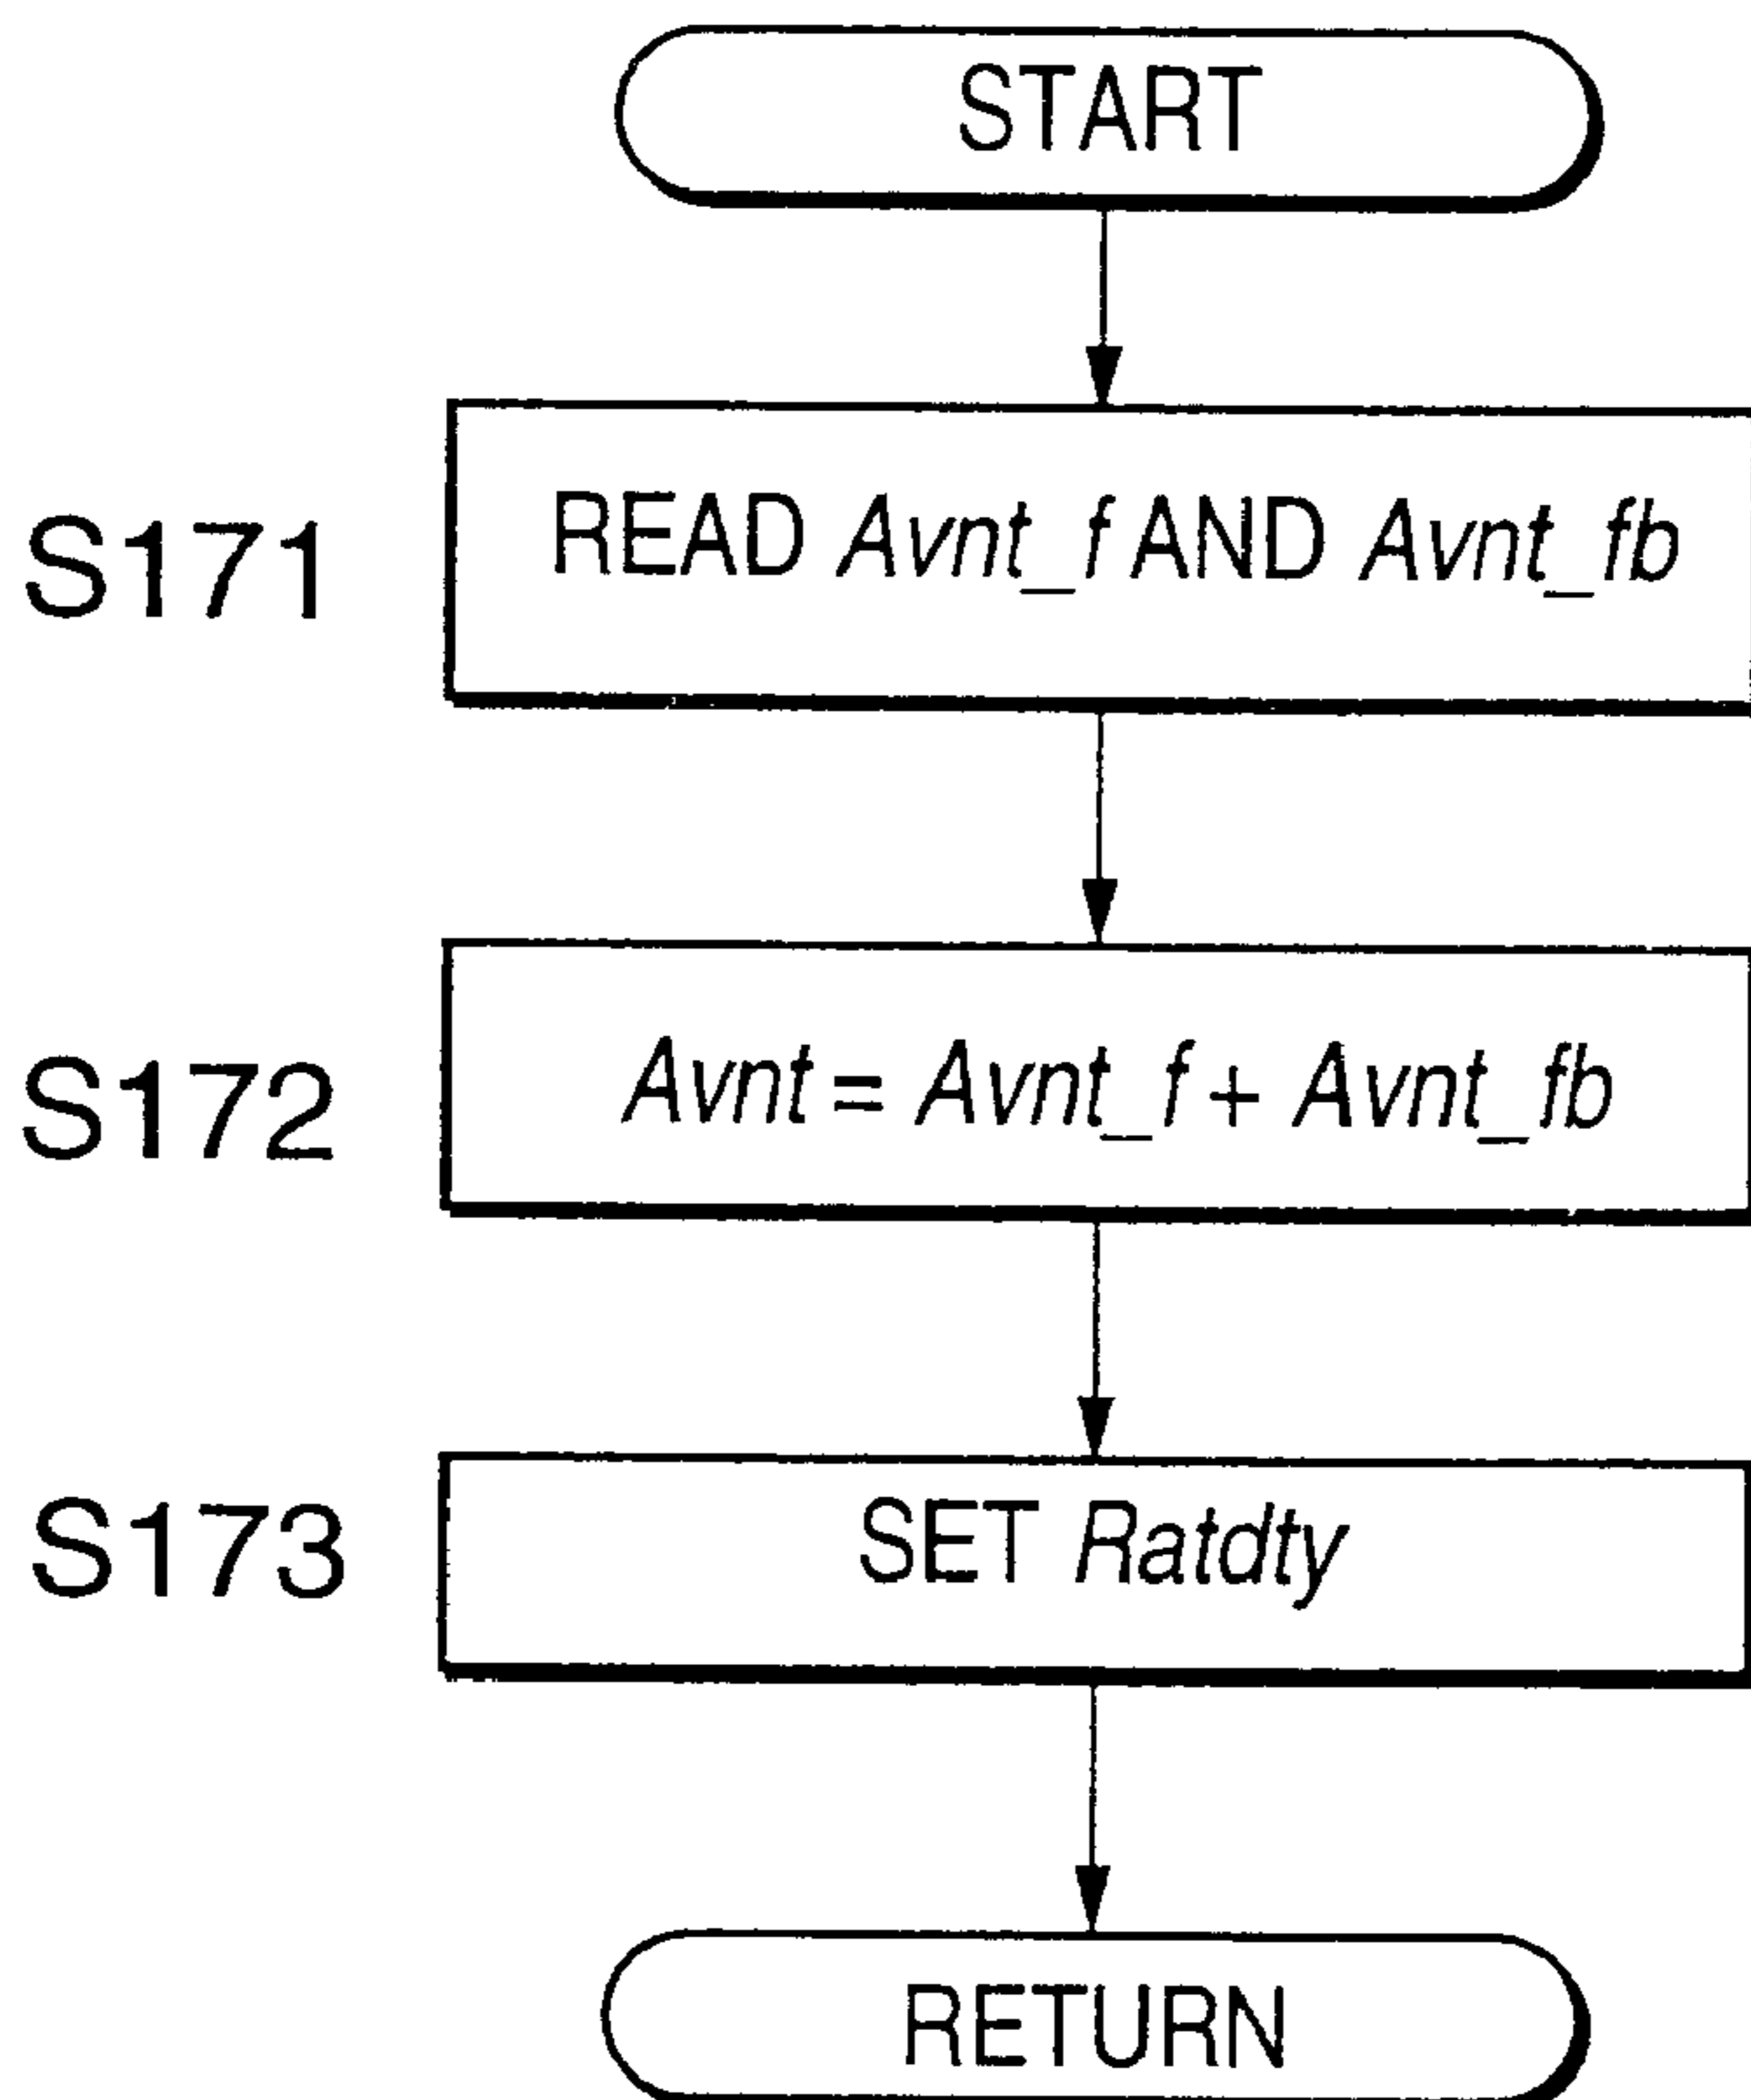 START
S171
READ Avnt_f AND Avnt_fb
S172
Avnt = Avnt_f + Avnt_fb
S173
SET Ratdty
RETURN